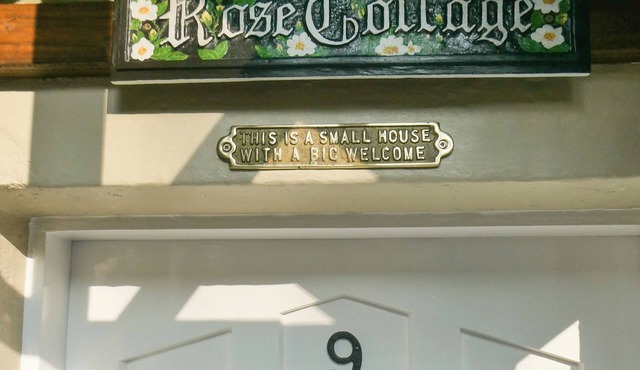 Rose Cottage
THIS IS A SMALL HOUSE
WITH A BIG WELCOME
9